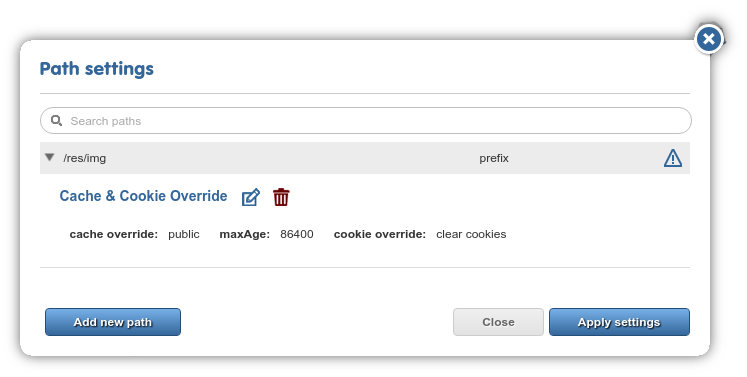 Path settings
Search paths
/res/img prefix
Cache & Cookie Override
cache override: public maxAge: 86400 cookie override: clear cookies
Add new path Close Apply settings